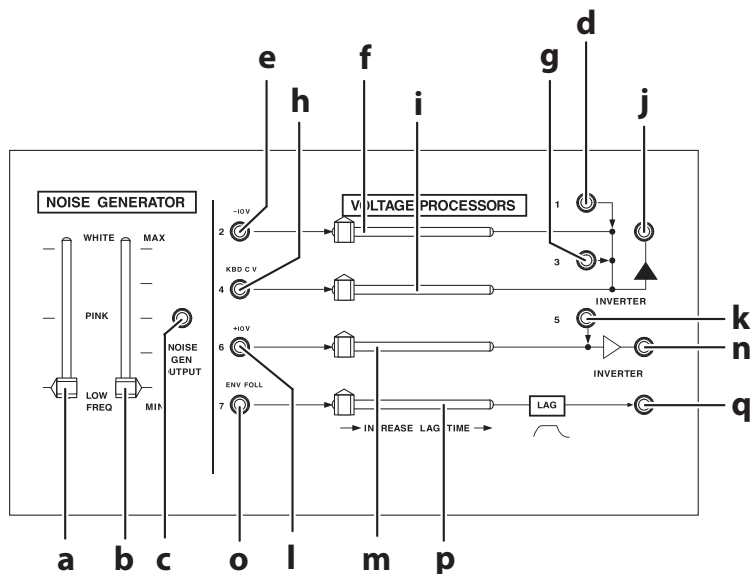 e f g d
h i j
NOISE GENERATOR
VOLTAGE PROCESSORS
WHITE MAX
PINK
LOW FREQ MIN
NOISE GEN OUTPUT
-10V
2
KBD CV
4
+10V
6
ENV FOLL
7
1
3
INVERTER
5
INVERTER
LAG
INCREASE LAG TIME
k
n
q
a b c o l m p